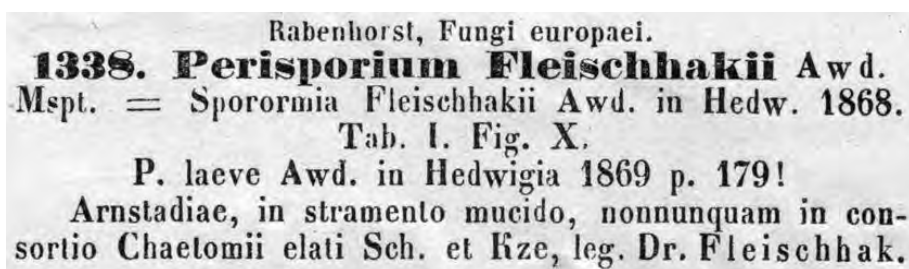 Rabenhorst, Fungi europaei.
1338. Perisporium Fleischhakii Awd.
Mspt. = Sporormia Fleischhakii Awd. in Hedw. 1868.
Tab. I. Fig. X.
P. laeve Awd. in Hedwigia 1869 p. 179!
Arnstadiae, in stramento mucido, nonnunquam in con-
sortio Chaetomii elati Sch. et Kze, leg. Dr. Fleischhak.